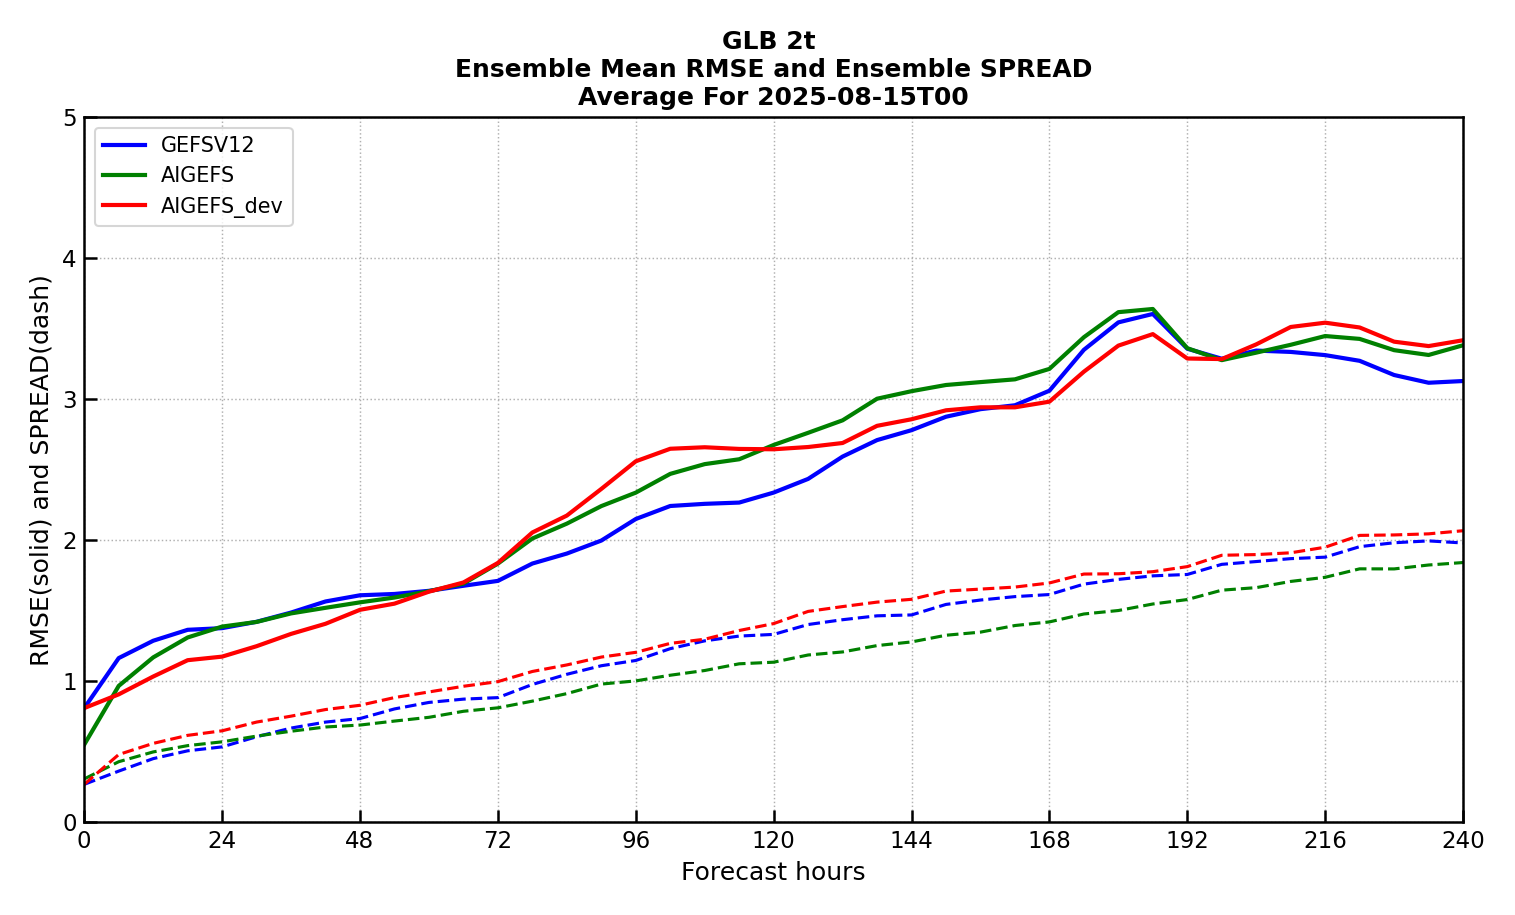 GLB 2t
Ensemble Mean RMSE and Ensemble SPREAD
Average For 2025-08-15T00
GEFSV12
AIGEFS
AIGEFS_dev
RMSE(solid) and SPREAD(dash)
5
4
3
2
1
0
0 24 48 72 96 120 144 168 192 216 240
Forecast hours